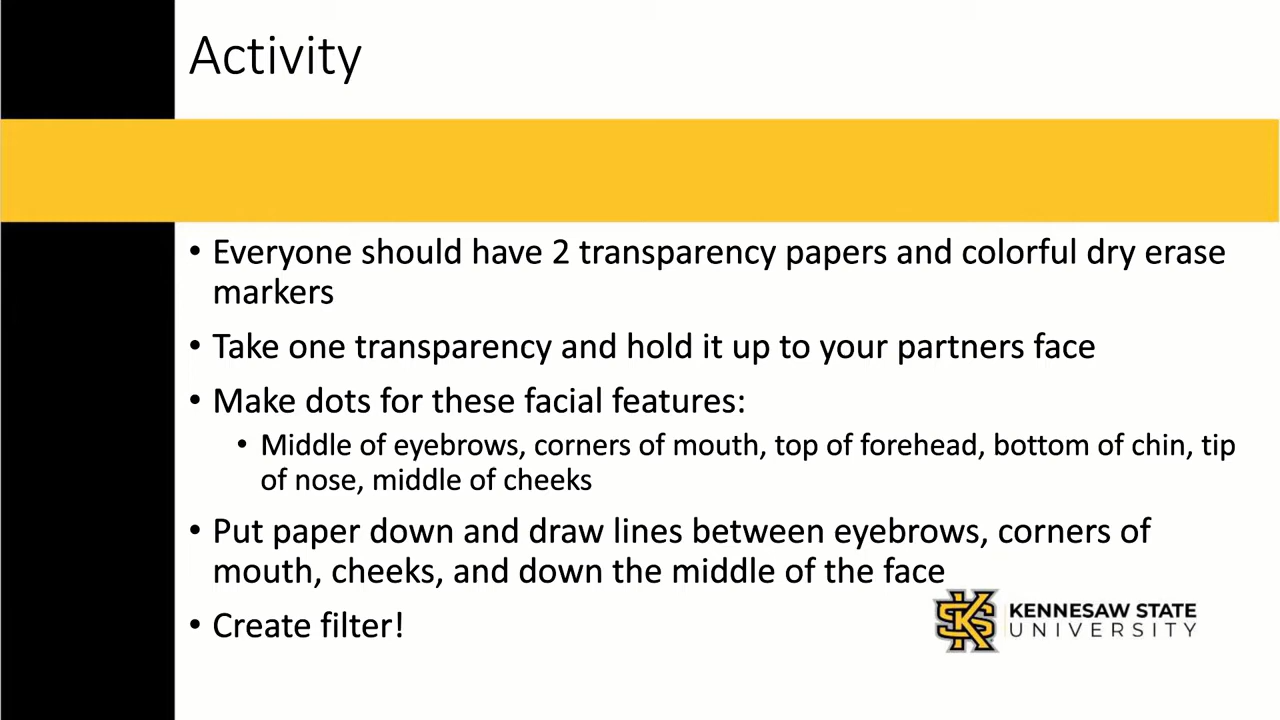 Activity
• Everyone should have 2 transparency papers and colorful dry erase
markers
• Take one transparency and hold it up to your partners face
• Make dots for these facial features:
• Middle of eyebrows, corners of mouth, top of forehead, bottom of chin, tip
of nose, middle of cheeks
• Put paper down and draw lines between eyebrows, corners of
mouth, cheeks, and down the middle of the face
• Create filter!
KS
KENNESAW STATE
UNIVERSITY